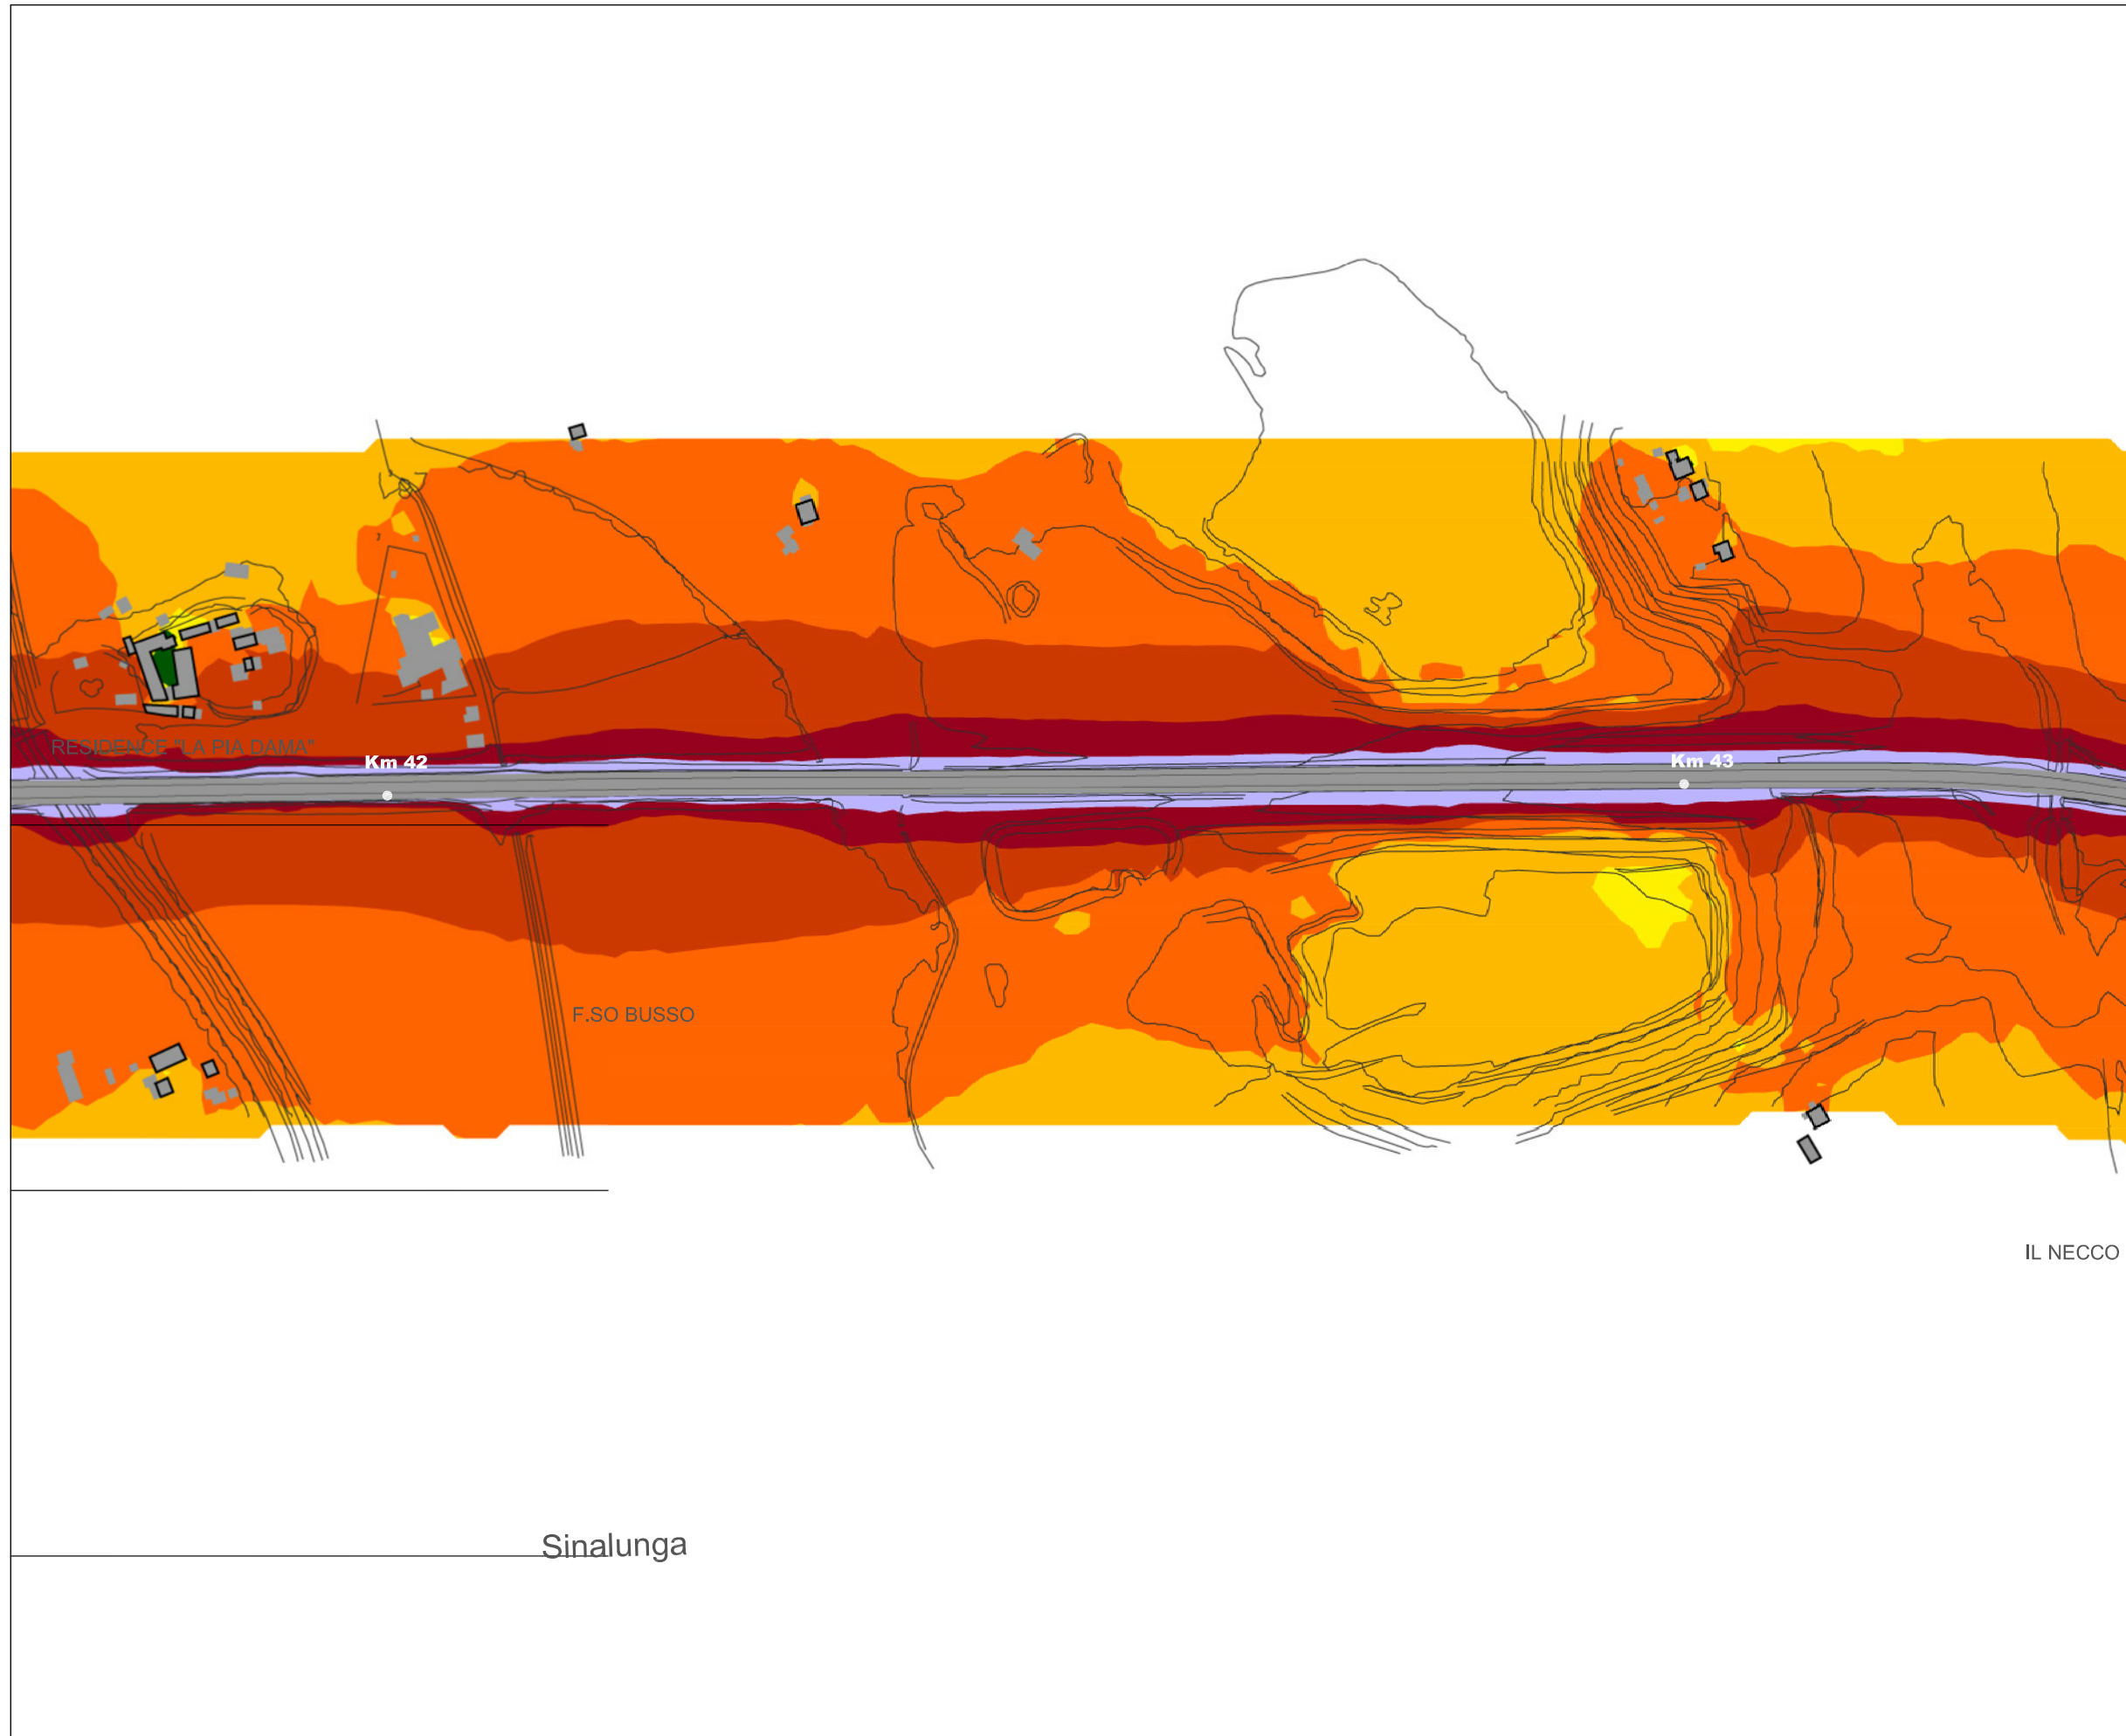 RESIDENCE "LA PIA DAMA"
Km 42
Km 43
F.SO BUSSO
IL NECCO
Sinalunga